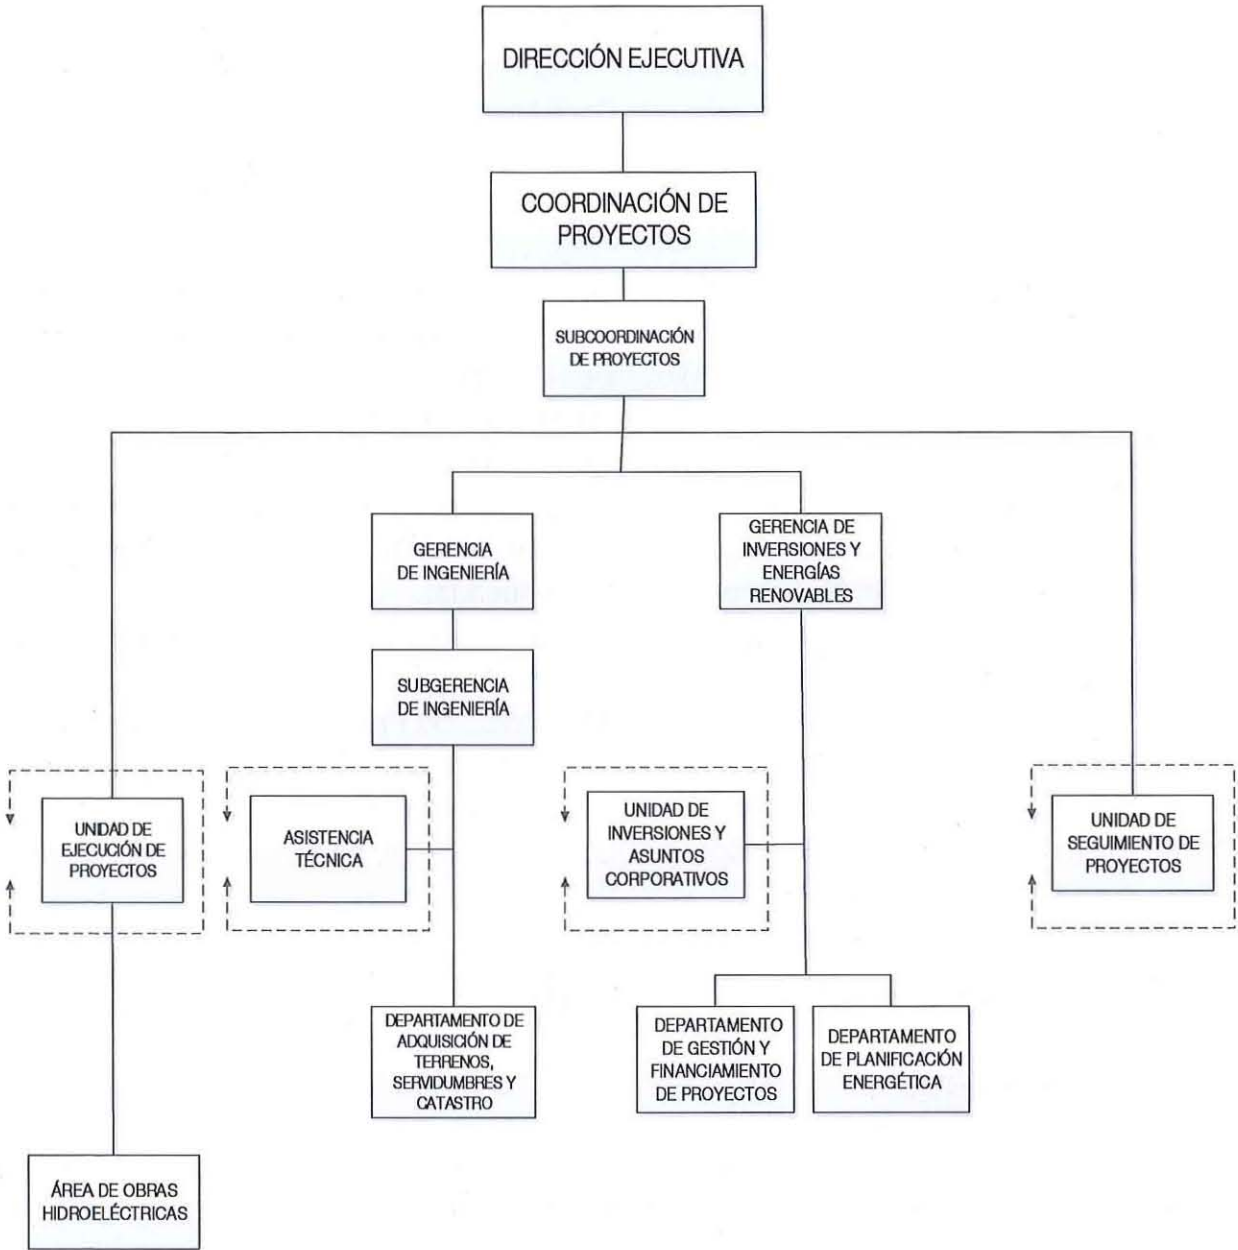 DIRECCIÓN EJECUTIVA
COORDINACIÓN DE
PROYECTOS
SUBCOORDINACIÓN
DE PROYECTOS
GERENCIA
DE INGENIERÍA
GERENCIA DE
INVERSIONES Y
ENERGÍAS
RENOVABLES
SUBGERENCIA
DE INGENIERÍA
UNIDAD DE
EJECUCIÓN DE
PROYECTOS
ASISTENCIA
TÉCNICA
UNIDAD DE
INVERSIONES Y
ASUNTOS
CORPORATIVOS
UNIDAD DE
SEGUIMIENTO DE
PROYECTOS
DEPARTAMENTO DE
ADQUISICIÓN DE
TERRENOS,
SERVIDUMBRES Y
CATASTRO
DEPARTAMENTO
DE GESTIÓN Y
FINANCIAMIENTO
DE PROYECTOS
DEPARTAMENTO
DE PLANIFICACIÓN
ENERGÉTICA
ÁREA DE OBRAS
HIDROELÉCTRICAS